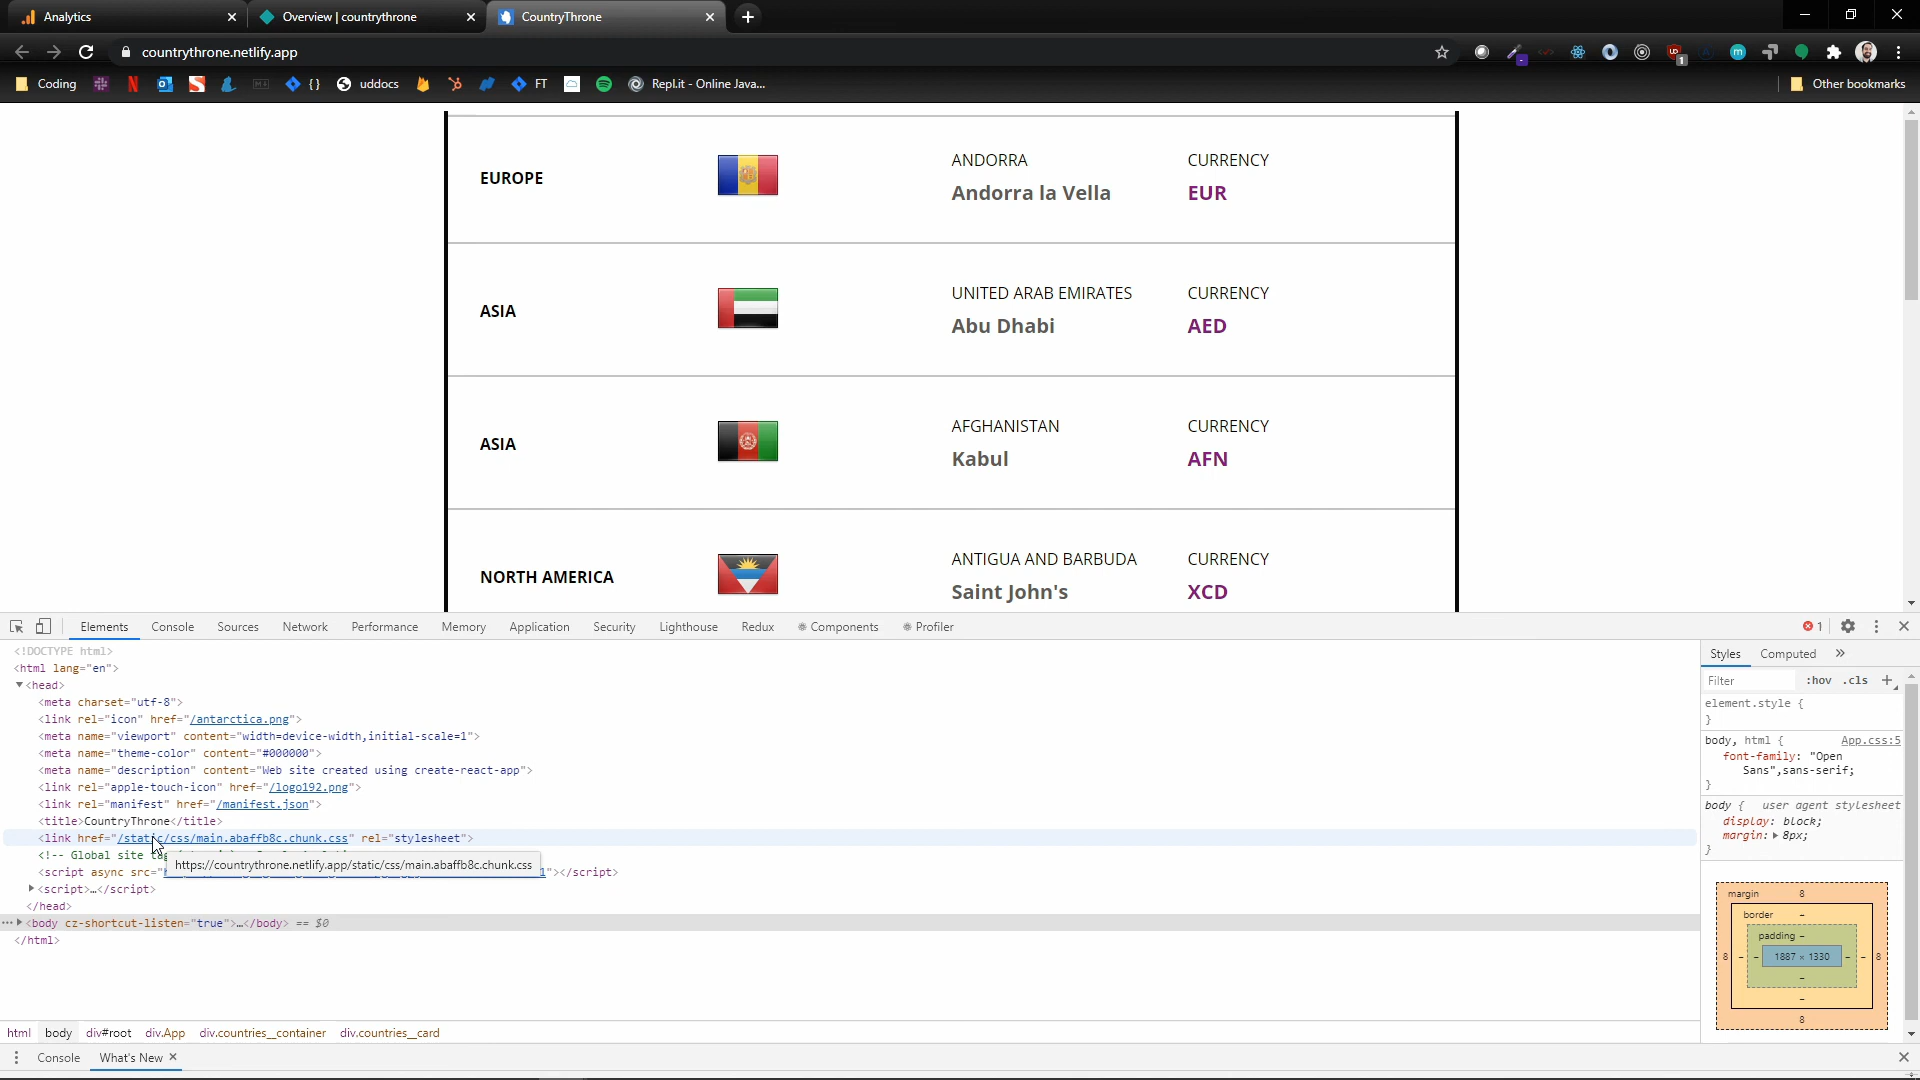 Analytics
Overview | countrythrone
CountryThrone
countrythrone.netlify.app
1
Coding
{ }
uddocs
FT
Repl.it - Online Java...
Other bookmarks
EUROPE
ANDORRA
Andorra la Vella
CURRENCY
EUR
ASIA
UNITED ARAB EMIRATES
Abu Dhabi
CURRENCY
AED
ASIA
AFGHANISTAN
Kabul
CURRENCY
AFN
NORTH AMERICA
ANTIGUA AND BARBUDA
Saint John's
CURRENCY
XCD
Elements Console Sources Network Performance Memory Application Security Lighthouse Redux Components Profiler
1
<!DOCTYPE html>
<html lang="en">
<head>
<meta charset="utf-8">
<link rel="icon" href="/antarctica.png">
<meta name="viewport" content="width=device-width,initial-scale=1">
<meta name="theme-color" content="#000000">
<meta name="description" content="Web site created using create-react-app">
<link rel="apple-touch-icon" href="/logo192.png">
<link rel="manifest" href="/manifest.json">
<title>CountryThrone</title>
<link href="/static/css/main.abaffb8c.chunk.css" rel="stylesheet">
<!-- Global site
https://countrythrone.netlify.app/static/css/main.abaffb8c.chunk.css
<script async src=" 1"></script>
<script>…</script>
</head>
<body cz-shortcut-listen="true">…</body> == $0
</html>
Styles Computed »
Filter :hov .cls +
element.style {
}
body, html { App.css:5
font-family: "Open
Sans",sans-serif;
}
body { user agent stylesheet
display: block;
margin: 8px;
}
margin 8
border -
padding -
8 - - 1887 × 1330 - - 8
-
-
8
html body div#root div.App div.countries__container div.countries__card
Console What's New